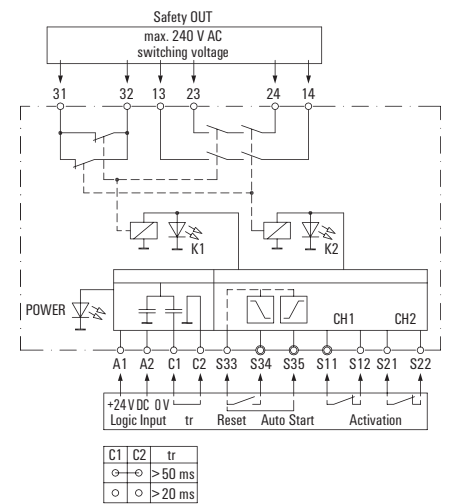 Safety OUT
max. 240 V AC
switching voltage
31 32 13 23 24 14
K1 K2
POWER
CH1 CH2
A1 A2 C1 C2 S33 S34 S35 S11 S12 S21 S22
+24 V DC 0 V
Logic Input tr Reset Auto Start Activation
C1 C2 tr
> 50 ms
> 20 ms